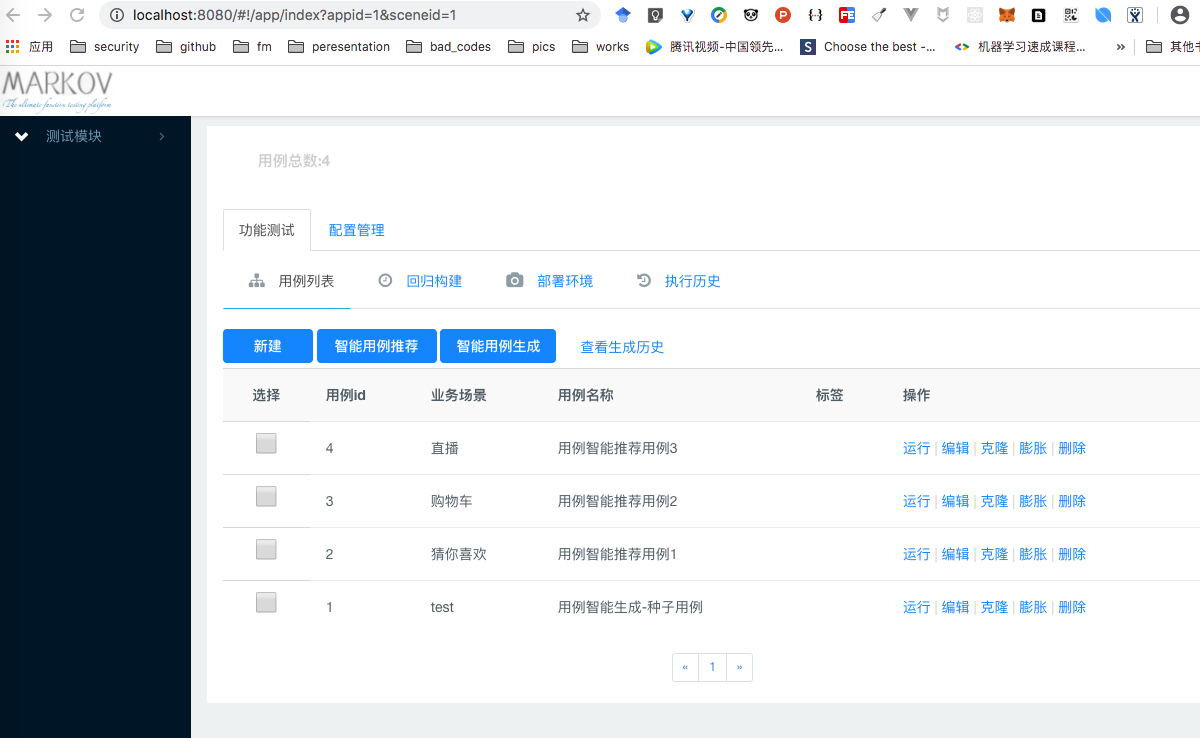 localhost:8080/#!/app/index?appid=1&sceneid=1
应用 security github fm peresentation bad_codes pics works 腾讯视频-中国领先... S Choose the best -... 机器学习速成课程... » 其他书
MARKOV
The ultimate function testing platform
测试模块
用例总数:4
功能测试 配置管理
用例列表 回归构建 部署环境 执行历史
新建 智能用例推荐 智能用例生成 查看生成历史
选择 用例id 业务场景 用例名称 标签 操作
4 直播 用例智能推荐用例3 运行 | 编辑 | 克隆 | 膨胀 | 删除
3 购物车 用例智能推荐用例2 运行 | 编辑 | 克隆 | 膨胀 | 删除
2 猜你喜欢 用例智能推荐用例1 运行 | 编辑 | 克隆 | 膨胀 | 删除
1 test 用例智能生成-种子用例 运行 | 编辑 | 克隆 | 膨胀 | 删除
« 1 »